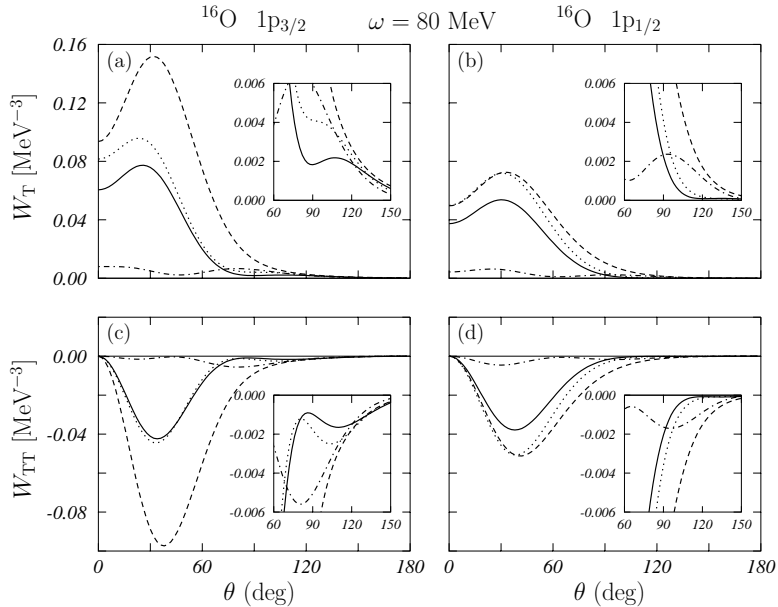 ¹⁶O 1p₃/₂ ω = 80 MeV ¹⁶O 1p₁/₂
0.16
0.12
0.08
0.04
0.00
W_T [MeV⁻³]
(a)
0.006
0.004
0.002
0.000
60 90 120 150
(b)
0.006
0.004
0.002
0.000
60 90 120 150
0.00
-0.04
-0.08
W_TT [MeV⁻³]
(c)
0.000
-0.002
-0.004
-0.006
60 90 120 150
(d)
0.000
-0.002
-0.004
-0.006
60 90 120 150
0 60 120 180
0 60 120 180
θ (deg) θ (deg)